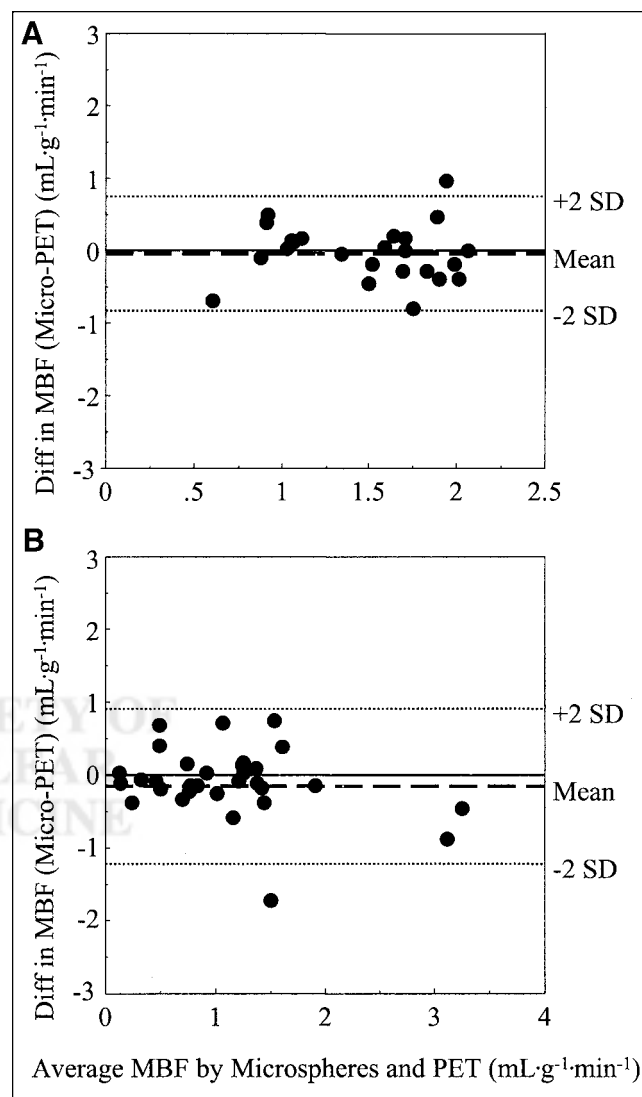 A
Diff in MBF (Micro-PET) (mL·g⁻¹·min⁻¹)
3
2
1
0
-1
-2
-3
+2 SD
Mean
-2 SD
0
.5
1
1.5
2
2.5
B
Diff in MBF (Micro-PET) (mL·g⁻¹·min⁻¹)
3
2
1
0
-1
-2
-3
+2 SD
Mean
-2 SD
0
1
2
3
4
Average MBF by Microspheres and PET (mL·g⁻¹·min⁻¹)